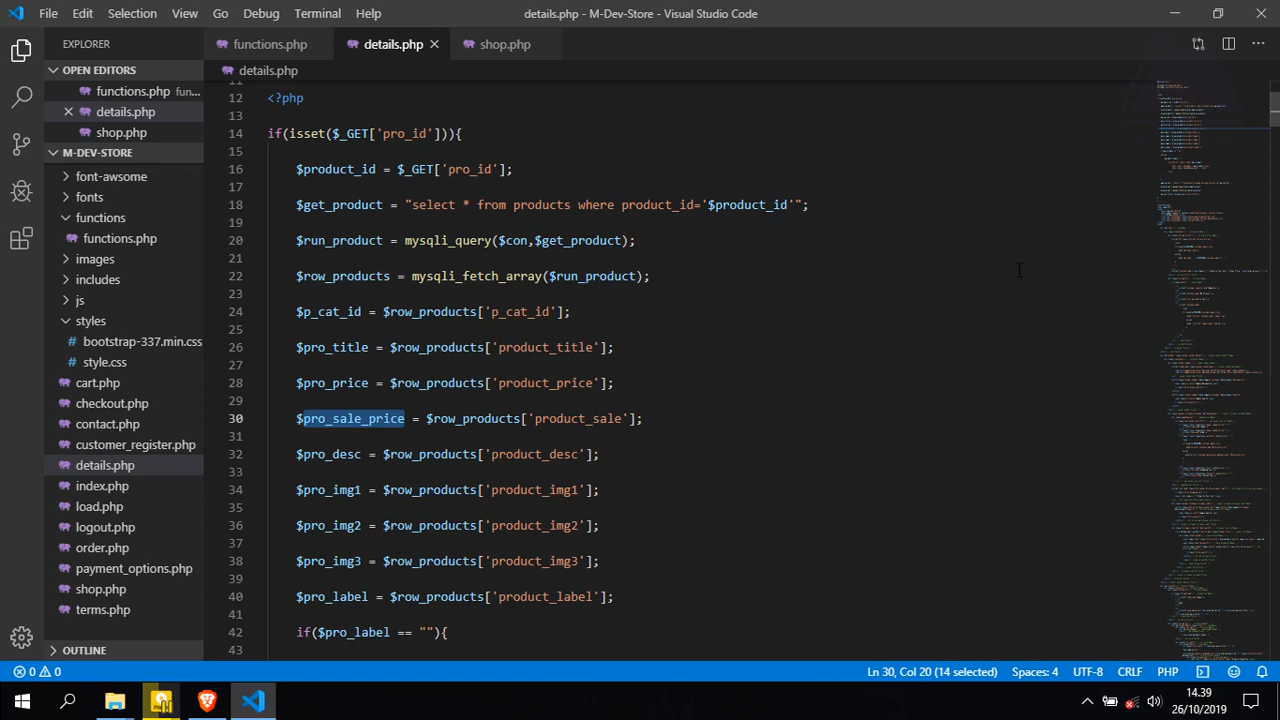 File Edit Selection View Go Debug Terminal Help
details.php - M-Dev-Store - Visual Studio Code
EXPLORER
OPEN EDITORS
functions.php fun...
details.php
shop.php
M-DEV-STORE
font-awsome
fonts
functions
functions.php
images
includes
js
styles
bootstrap-337.min.css
style.css
cart.php
checkout.php
contact.php
customer_register.php
details.php
index.php
login.php
logout.php
order.php
payment_options.php
shop.php
terms.php
OUTLINE
functions.php details.php shop.php
details.php
11
12 <?php
13
14 if(isset($_GET['pro_id'])){
15
16 $product_id = $_GET['pro_id'];
17
18 $get_product = "select * from products where product_id='$product_id'";
19
20 $run_product = mysqli_query($con,$get_product);
21
22 $row_products = mysqli_fetch_array($run_product);
23
24 $p_cat_id = $row_products['p_cat_id'];
25
26 $pro_title = $row_products['product_title'];
27
28 $pro_price = $row_products['product_price'];
29
30 $pro_sale_price = $row_products['product_sale'];
31
32 $pro_desc = $row_products['product_desc'];
33
34 $pro_img1 = $row_products['product_img1'];
35
36 $pro_img2 = $row_products['product_img2'];
37
38 $pro_img3 = $row_products['product_img3'];
39
40 $pro_label = $row_products['product_label'];
41
42 if($pro_label == ""){
43
0 0
Ln 30, Col 20 (14 selected) Spaces: 4 UTF-8 CRLF PHP
14.39
26/10/2019